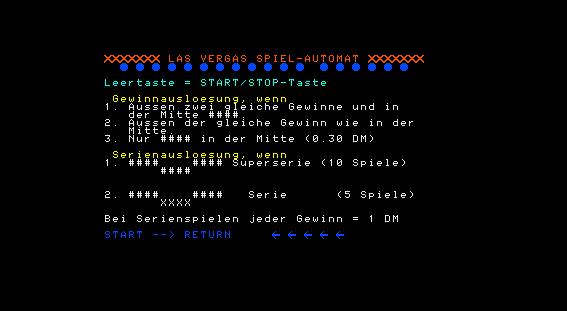 XXXXXXX LAS VERGAS SPIEL-AUTOMAT XXXXXXX
Leertaste = START/STOP-Taste
Gewinnausloesung, wenn
1. Aussen zwei gleiche Gewinne und in
der Mitte ####.
2. Aussen der gleiche Gewinn wie in der
Mitte.
3. Nur #### in der Mitte (0.30 DM)
Serienausloesung, wenn
1. #### #### Superserie (10 Spiele)
####
2. #### #### Serie (5 Spiele)
XXXX
Bei Serienspielen jeder Gewinn = 1 DM
START --> RETURN ← ← ← ← ←